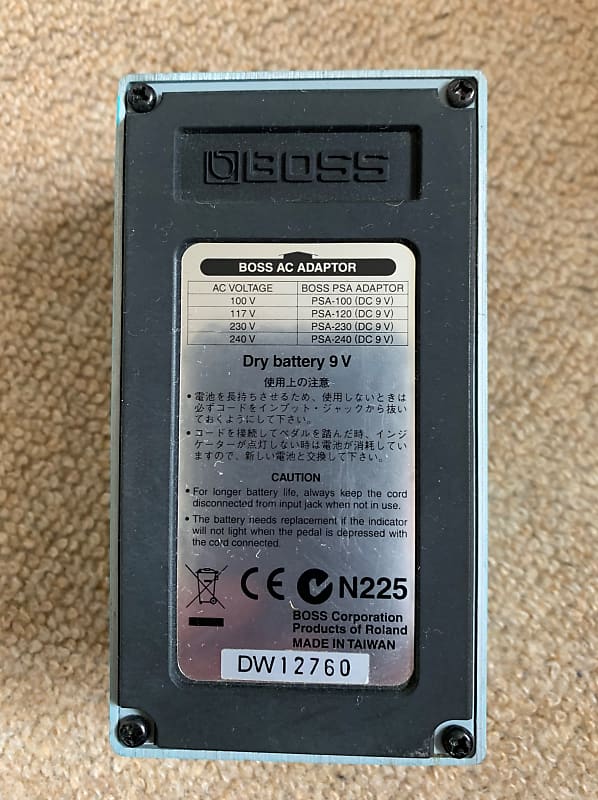 BOSS
BOSS AC ADAPTOR
AC VOLTAGE BOSS PSA ADAPTOR
100 V PSA-100 (DC 9 V)
117 V PSA-120 (DC 9 V)
230 V PSA-230 (DC 9 V)
240 V PSA-240 (DC 9 V)
Dry battery 9 V
使用上の注意
•電池を長持ちさせるため、使用しないときは
必ずコードをインプット・ジャックから抜い
ておくようにして下さい。
•コードを接続してペダルを踏んだ時、インジ
ケーターが点灯しない時は電池が消耗してい
ますので、新しい電池と交換して下さい。
CAUTION
• For longer battery life, always keep the cord
disconnected from input jack when not in use.
• The battery needs replacement if the indicator
will not light when the pedal is depressed with
the cord connected.
CE N225
BOSS Corporation
Products of Roland
MADE IN TAIWAN
DW12760